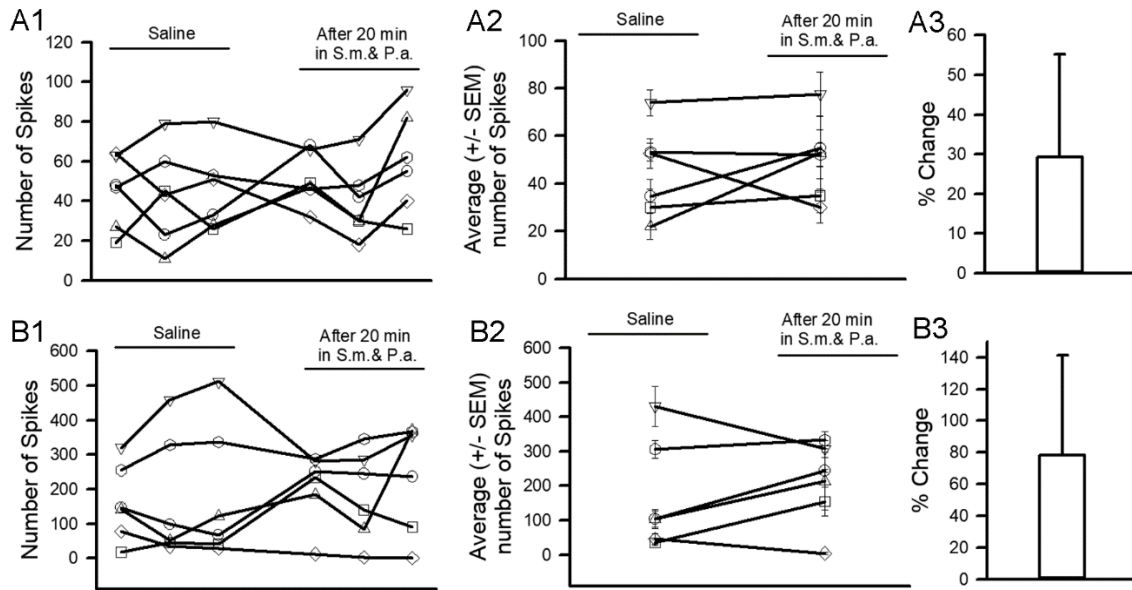 A1
Saline
After 20 min
in S.m.& P.a.
Number of Spikes
120
100
80
60
40
20
0
A2
Saline
After 20 min
in S.m.& P.a.
Average (+/- SEM)
number of Spikes
100
80
60
40
20
0
A3
% Change
60
50
40
30
20
10
0
B1
Saline
After 20 min
in S.m.& P.a.
Number of Spikes
600
500
400
300
200
100
0
B2
Saline
After 20 min
in S.m.& P.a.
Average (+/- SEM)
number of Spikes
600
500
400
300
200
100
0
B3
% Change
140
120
100
80
60
40
20
0